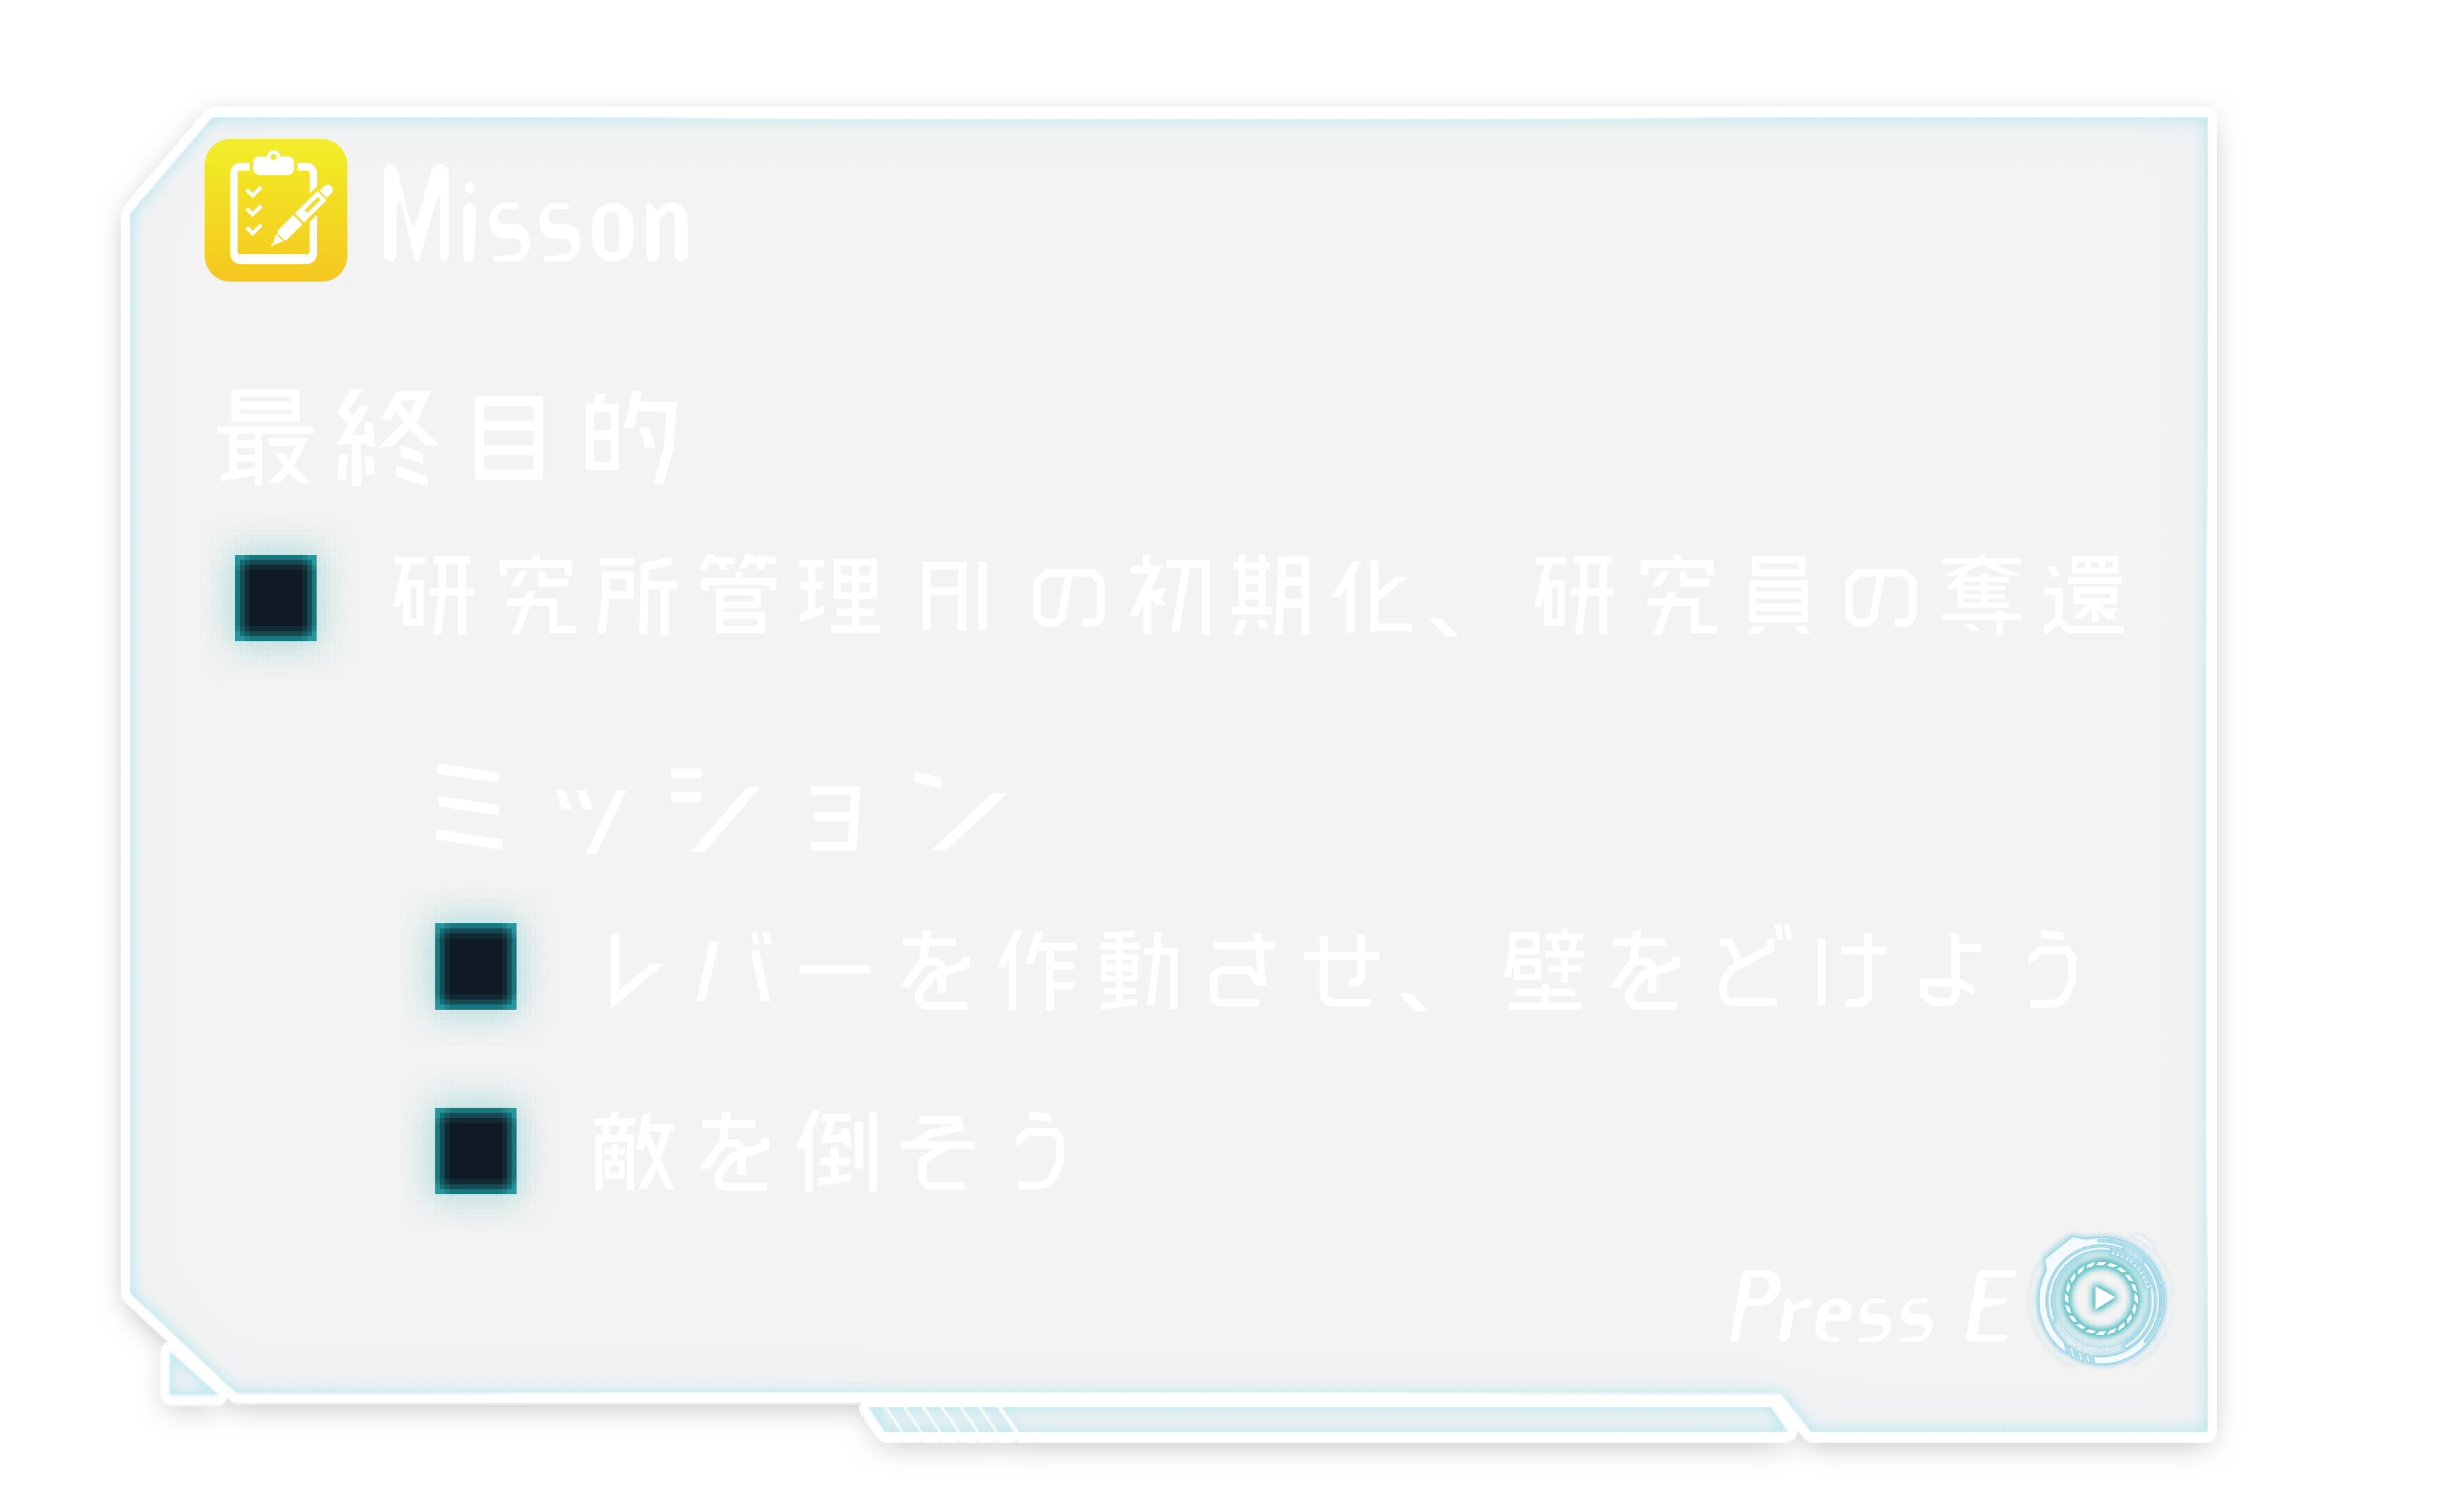 Misson
最終目的
研究所管理AIの初期化、研究員の奪還
ミッション
レバーを作動させ、壁をどけよう
敵を倒そう
Press E